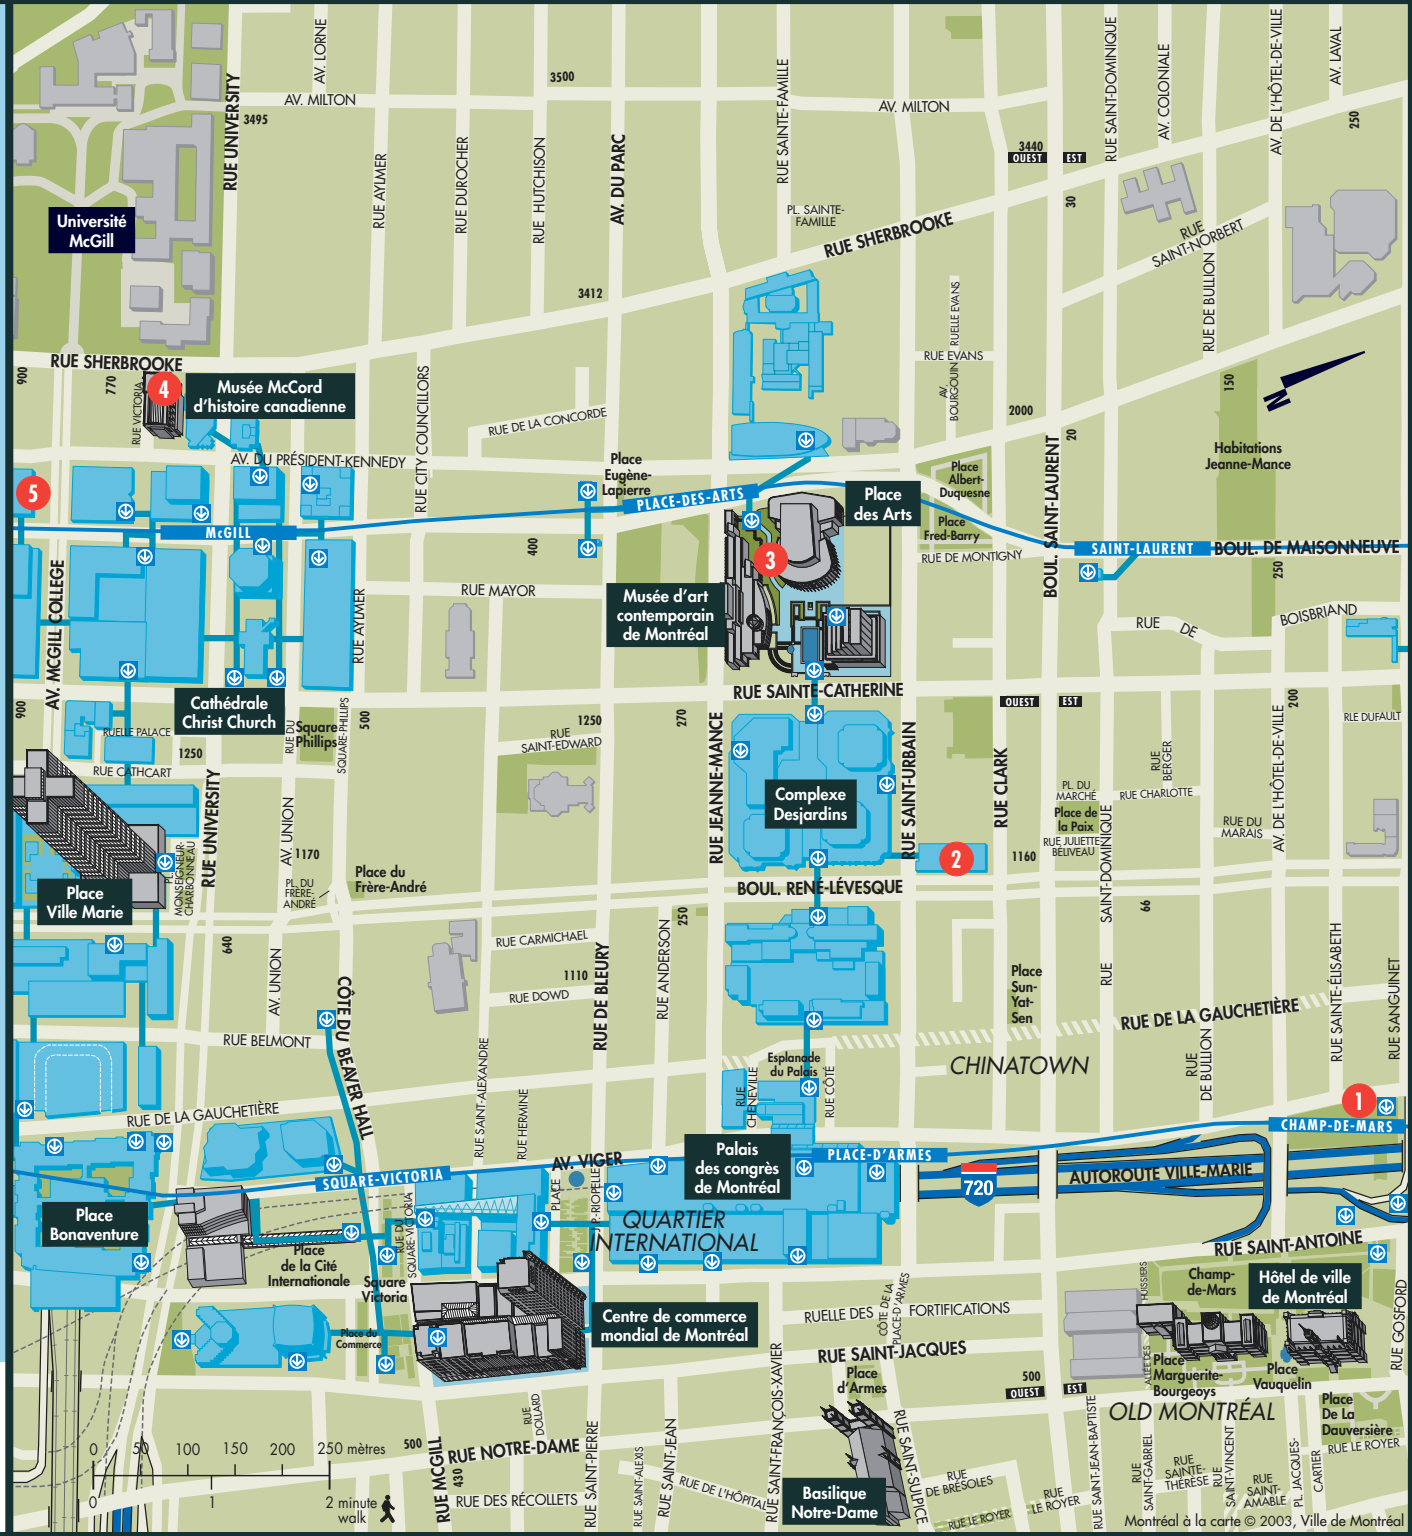 AV. LORNE
RUE UNIVERSITY
3495
AV. MILTON
3500
RUE AYLMER
RUE DUROCHER
RUE HUTCHISON
AV. DU PARC
RUE SAINTE-FAMILLE
AV. MILTON
RUE SAINT-DOMINIQUE
AV. COLONIALE
AV. DE L'HÔTEL-DE-VILLE
AV. LAVAL
250
3440
OUEST
EST
30
Université
McGill
PL. SAINTE-
FAMILLE
RUE SHERBROOKE
RUE
SAINT-NORBERT
RUE DE BULLION
3412
RUELLE EVANS
RUE EVANS
AV.
BOURGOUIN
RUE SHERBROOKE
900
770
RUE VICTORIA
4
Musée McCord
d'histoire canadienne
RUE CITY COUNCILLORS
RUE DE LA CONCORDE
AV. DU PRÉSIDENT-KENNEDY
2000
20
150
N
Habitations
Jeanne-Mance
5
McGILL
Place
Eugène-
Lapierre
PLACE-DES-ARTS
Place
des Arts
Place
Albert-
Duquesne
Place
Fred-Barry
RUE DE MONTIGNY
BOUL. SAINT-LAURENT
SAINT-LAURENT
BOUL. DE MAISONNEUVE
250
400
3
AV. MCGILL COLLEGE
RUE AYLMER
RUE MAYOR
Musée d'art
contemporain
de Montréal
RUE
DE
BOISBRIAND
Cathédrale
Christ Church
RUE SAINTE-CATHERINE
OUEST
EST
200
900
500
RUELLE PALACE
RUE DU
SQUARE-PHILLIPS
Square
Phillips
1250
RUE CATHCART
1250
RUE
SAINT-EDWARD
270
RUE JEANNE-MANCE
RUE SAINT-URBAIN
RUE CLARK
RUE
BERGER
RLE DUFAULT
Complexe
Desjardins
PL. DU
MARCHÉ
RUE CHARLOTTE
Place de
la Paix
RUE JULIETTE
BÉLIVEAU
RUE DU
MARAIS
AV. DE L'HÔTEL-DE-VILLE
RUE UNIVERSITY
AV. UNION
1170
PL.
MONSEIGNEUR-
CHARBONNEAU
PL. DU
FRÈRE-
ANDRÉ
Place du
Frère-André
2
1160
RUE SAINT-DOMINIQUE
66
Place
Ville Marie
BOUL. RENÉ-LÉVESQUE
640
AV. UNION
RUE CARMICHAEL
1110
RUE DOWD
RUE DE BLEURY
250
RUE ANDERSON
Place
Sun-
Yat-
Sen
RUE SAINTE-ÉLISABETH
RUE SANGUINET
CÔTE DU BEAVER HALL
RUE BELMONT
RUE DE LA GAUCHETIÈRE
RUE
DE BULLION
CHINATOWN
Esplanade
du Palais
RUE
CHENEVILLE
RUE CÔTÉ
RUE SAINT-ALEXANDRE
RUE HERMINE
RUE DE LA GAUCHETIÈRE
1
CHAMP-DE-MARS
SQUARE-VICTORIA
AV. VIGER
Palais
des congrès
de Montréal
PLACE-D'ARMES
720
AUTOROUTE VILLE-MARIE
Place
Bonaventure
RUE DU
SQUARE-VICTORIA
PLACE
J.P.-RIOPELLE
QUARTIER
INTERNATIONAL
Place
de la Cité
Internationale
Square
Victoria
RUE SAINT-ANTOINE
Champ-
de-Mars
Hôtel de ville
de Montréal
HUISSIERS
ALLÉE DES
RUE GOSFORD
Place du
Commerce
Centre de commerce
mondial de Montréal
RUELLE DES
FORTIFICATIONS
CÔTE DE LA
PLACE-D'ARMES
RUE SAINT-JACQUES
Place
d'Armes
500
OUEST
EST
Place
Marguerite-
Bourgeoys
Place
Vauquelin
OLD MONTRÉAL
Place
De La
Dauversière
RUE LE ROYER
0
50
100
150
200
250 mètres
0
1
2 minute
walk
500
RUE
DOLLARD
RUE NOTRE-DAME
RUE MCGILL
430
RUE DES RÉCOLLETS
RUE SAINT-PIERRE
RUE SAINT-ALEXIS
RUE SAINT-JEAN
RUE DE L'HÔPITAL
RUE SAINT-FRANÇOIS-XAVIER
Basilique
Notre-Dame
RUE SAINT-SULPICE
RUE
DE BRÉSOLES
RUE LE ROYER
RUE
LE ROYER
RUE SAINT-JEAN-BAPTISTE
RUE
SAINT-GABRIEL
RUE
SAINTE-
THÉRÈSE
RUE
SAINT-VINCENT
RUE
SAINT-
AMABLE
PL. JACQUES-
CARTIER
Montréal à la carte © 2003, Ville de Montréal